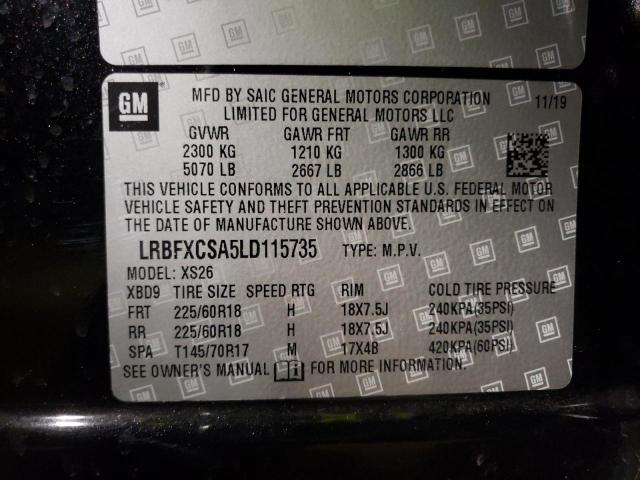 GM
MFD BY SAIC GENERAL MOTORS CORPORATION 11/19
LIMITED FOR GENERAL MOTORS LLC
GVWR GAWR FRT GAWR RR
2300 KG 1210 KG 1300 KG
5070 LB 2667 LB 2866 LB
THIS VEHICLE CONFORMS TO ALL APPLICABLE U.S. FEDERAL MOTOR
VEHICLE SAFETY AND THEFT PREVENTION STANDARDS IN EFFECT ON
THE DATE OF MANUFACTURE SHOWN ABOVE.
LRBFXCSA5LD115735 TYPE: M.P.V.
MODEL: XS26
XBD9 TIRE SIZE SPEED RTG RIM COLD TIRE PRESSURE
FRT 225/60R18 H 18X7.5J 240KPA(35PSI)
RR 225/60R18 H 18X7.5J 240KPA(35PSI)
SPA T145/70R17 M 17X4B 420KPA(60PSI)
SEE OWNER'S MANUAL FOR MORE INFORMATION.